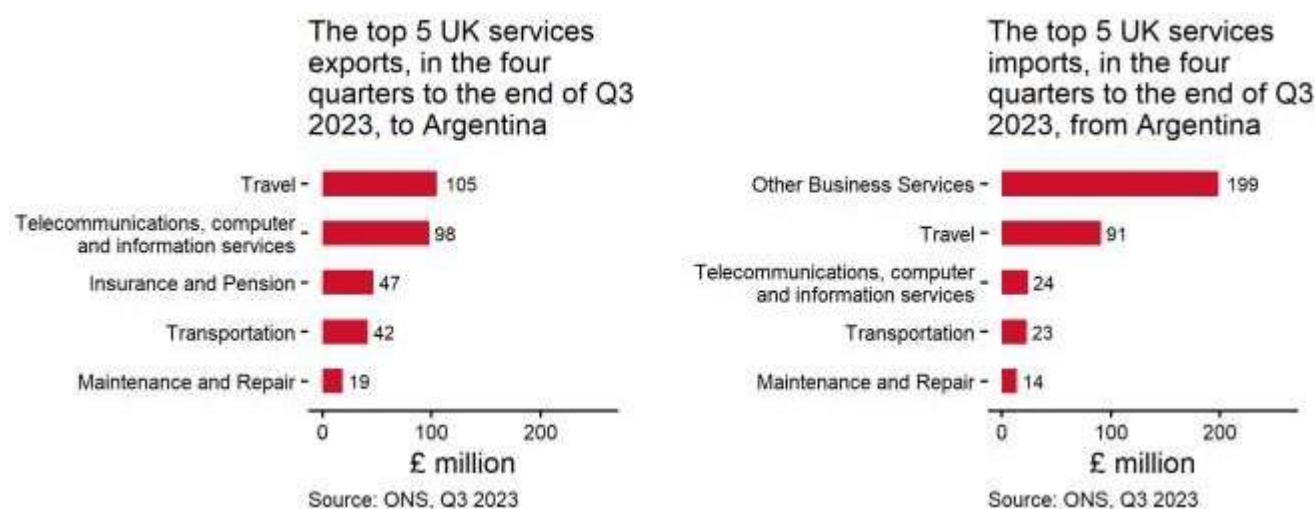 The top 5 UK services
exports, in the four
quarters to the end of Q3
2023, to Argentina
Travel
105
Telecommunications, computer
and information services
98
Insurance and Pension
47
Transportation
42
Maintenance and Repair
19
0 100 200
£ million
Source: ONS, Q3 2023
The top 5 UK services
imports, in the four
quarters to the end of Q3
2023, from Argentina
Other Business Services
199
Travel
91
Telecommunications, computer
and information services
24
Transportation
23
Maintenance and Repair
14
0 100 200
£ million
Source: ONS, Q3 2023